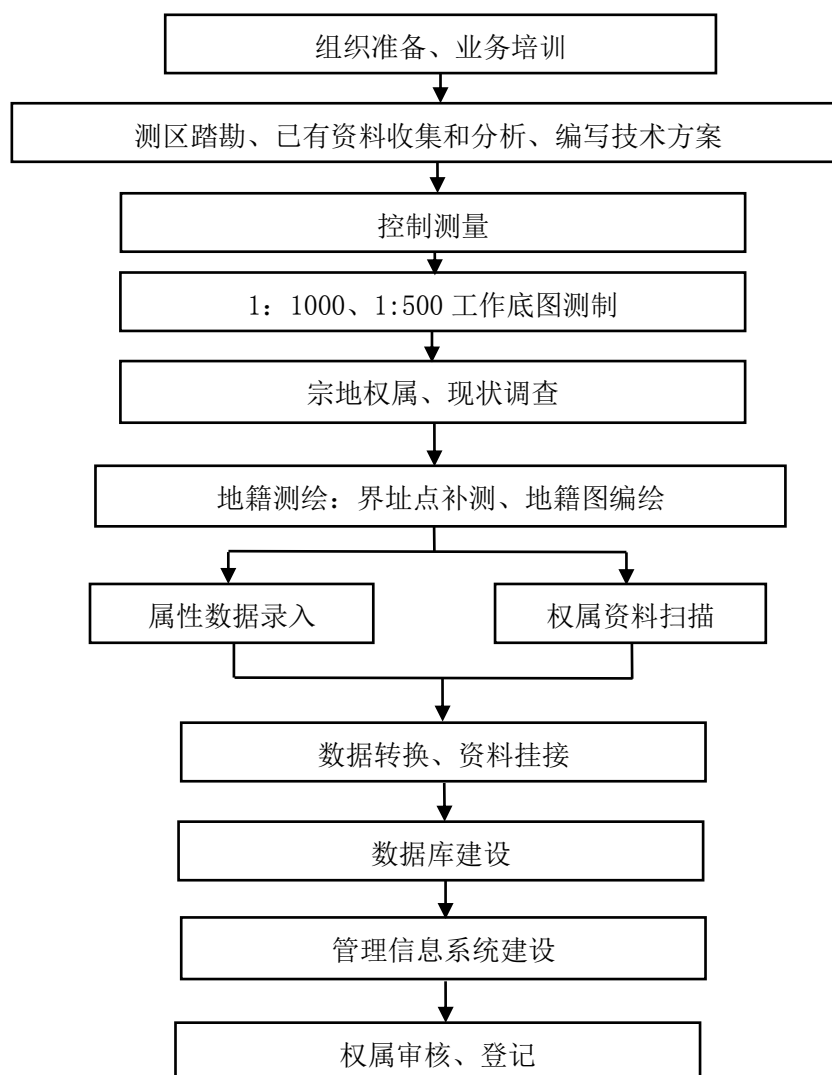 组织准备、业务培训
测区踏勘、已有资料收集和分析、编写技术方案
控制测量
1：1000、1:500 工作底图测制
宗地权属、现状调查
地籍测绘：界址点补测、地籍图编绘
属性数据录入
权属资料扫描
数据转换、资料挂接
数据库建设
管理信息系统建设
权属审核、登记